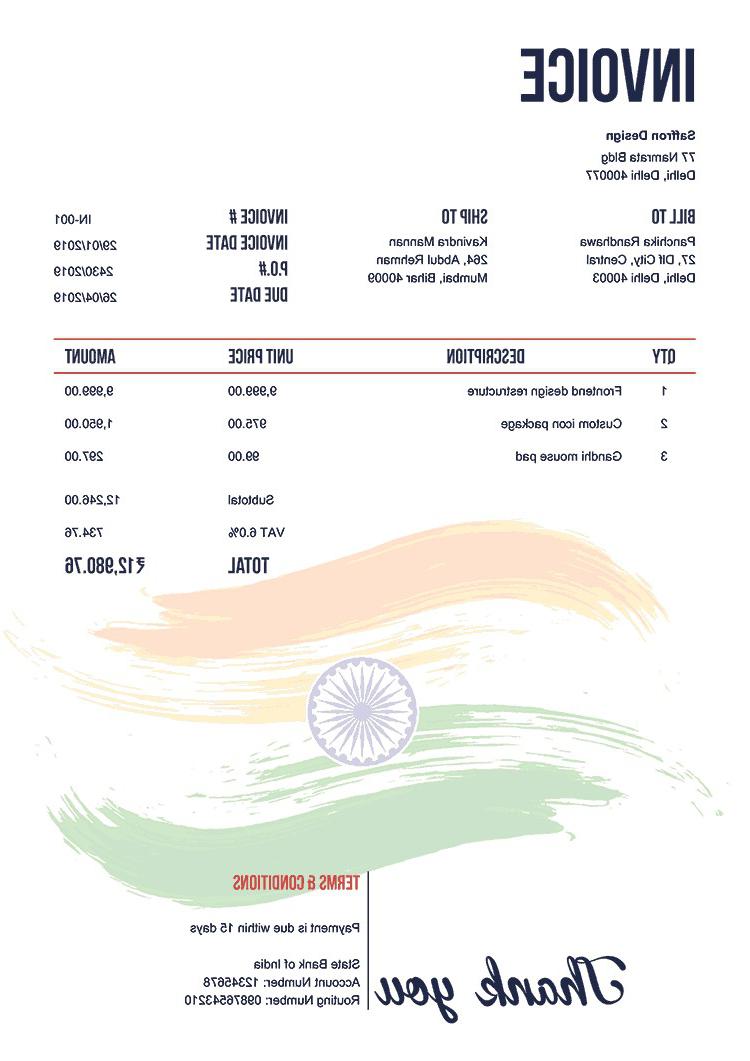 INVOICE
Saffron Design
77 Namrata Bldg
Delhi, Delhi 400077
BILL TO
Panchika Randhawa
27, Dlf City, Central
Delhi, Delhi 40003
SHIP TO
Kavindra Mannan
264, Abdul Rehman
Mumbai, Bihar 40009
INVOICE # IN-001
INVOICE DATE 29/01/2019
P.O.# 2430/2019
DUE DATE 26/04/2019
QTY DESCRIPTION UNIT PRICE AMOUNT
1 Frontend design restructure 9,999.00 9,999.00
2 Custom icon package 975.00 1,950.00
3 Gandhi mouse pad 99.00 297.00
Subtotal 12,246.00
VAT 6.0% 734.76
TOTAL ₹12,980.76
Thank you
TERMS & CONDITIONS
Payment is due within 15 days
State Bank of India
Account Number: 12345678
Routing Number: 09876543210